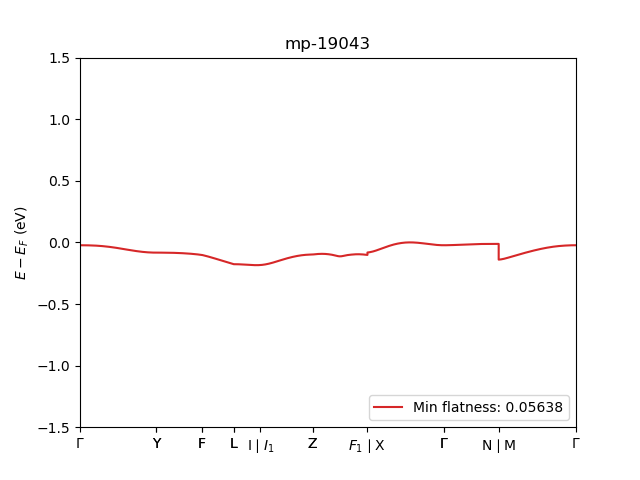 mp-19043
1.5
1.0
0.5
0.0
−0.5
−1.0
−1.5
E − E_F (eV)
Min flatness: 0.05638
Γ Y F L I | I₁ Z F₁ | X Γ N | M Γ